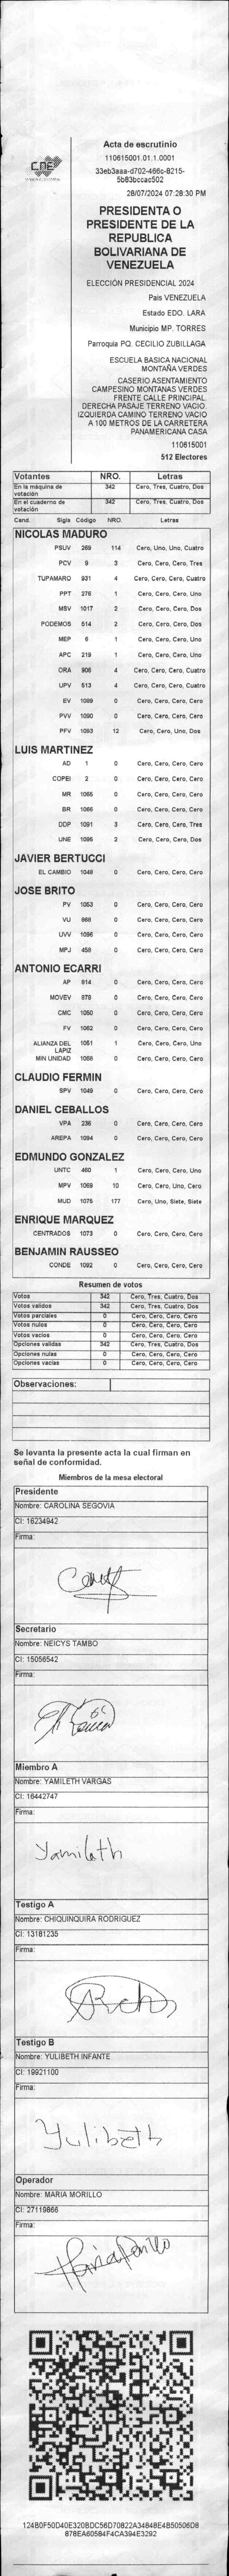 CNE
Acta de escrutinio
110615001.01.1.0001
33eb3aaa-d702-466c-8215-
5b83bccac502
28/07/2024 07:28:30 PM
PRESIDENTA O
PRESIDENTE DE LA
REPUBLICA
BOLIVARIANA DE
VENEZUELA
ELECCIÓN PRESIDENCIAL 2024
País VENEZUELA
Estado EDO. LARA
Municipio MP. TORRES
Parroquia PQ. CECILIO ZUBILLAGA
ESCUELA BASICA NACIONAL
MONTAÑA VERDES
CASERIO ASENTAMIENTO
CAMPESINO MONTANAS VERDES
FRENTE CALLE PRINCIPAL.
DERECHA PASAJE TERRENO VACIO.
IZQUIERDA CAMINO TERRENO VACIO
A 100 METROS DE LA CARRETERA
PANAMERICANA CASA
110615001
512 Electores
Votantes NRO. Letras
En la máquina de votación 342 Cero, Tres, Cuatro, Dos
En el cuaderno de votación 342 Cero, Tres, Cuatro, Dos
Cand. Sigla Código NRO. Letras
NICOLAS MADURO
PSUV 269 114 Cero, Uno, Uno, Cuatro
PCV 9 3 Cero, Cero, Cero, Tres
TUPAMARO 931 4 Cero, Cero, Cero, Cuatro
PPT 276 1 Cero, Cero, Cero, Uno
MSV 1017 2 Cero, Cero, Cero, Dos
PODEMOS 514 2 Cero, Cero, Cero, Dos
MEP 6 1 Cero, Cero, Cero, Uno
APC 219 1 Cero, Cero, Cero, Uno
ORA 906 4 Cero, Cero, Cero, Cuatro
UPV 513 4 Cero, Cero, Cero, Cuatro
EV 1089 0 Cero, Cero, Cero, Cero
PVV 1090 0 Cero, Cero, Cero, Cero
PFV 1093 12 Cero, Cero, Uno, Dos
LUIS MARTINEZ
AD 1 0 Cero, Cero, Cero, Cero
COPEI 2 0 Cero, Cero, Cero, Cero
MR 1065 0 Cero, Cero, Cero, Cero
BR 1066 0 Cero, Cero, Cero, Cero
DDP 1091 3 Cero, Cero, Cero, Tres
UNE 1095 2 Cero, Cero, Cero, Dos
JAVIER BERTUCCI
EL CAMBIO 1048 0 Cero, Cero, Cero, Cero
JOSE BRITO
PV 1053 0 Cero, Cero, Cero, Cero
VU 868 0 Cero, Cero, Cero, Cero
UVV 1096 0 Cero, Cero, Cero, Cero
MPJ 458 0 Cero, Cero, Cero, Cero
ANTONIO ECARRI
AP 814 0 Cero, Cero, Cero, Cero
MOVEV 879 0 Cero, Cero, Cero, Cero
CMC 1050 0 Cero, Cero, Cero, Cero
FV 1062 0 Cero, Cero, Cero, Cero
ALIANZA DEL LAPIZ 1051 1 Cero, Cero, Cero, Uno
MIN UNIDAD 1068 0 Cero, Cero, Cero, Cero
CLAUDIO FERMIN
SPV 1049 0 Cero, Cero, Cero, Cero
DANIEL CEBALLOS
VPA 236 0 Cero, Cero, Cero, Cero
AREPA 1094 0 Cero, Cero, Cero, Cero
EDMUNDO GONZALEZ
UNTC 460 1 Cero, Cero, Cero, Uno
MPV 1069 10 Cero, Cero, Uno, Cero
MUD 1075 177 Cero, Uno, Siete, Siete
ENRIQUE MARQUEZ
CENTRADOS 1073 0 Cero, Cero, Cero, Cero
BENJAMIN RAUSSEO
CONDE 1092 0 Cero, Cero, Cero, Cero
Resumen de votos
Votos 342 Cero, Tres, Cuatro, Dos
Votos validos 342 Cero, Tres, Cuatro, Dos
Votos parciales 0 Cero, Cero, Cero, Cero
Votos nulos 0 Cero, Cero, Cero, Cero
Votos vacios 0 Cero, Cero, Cero, Cero
Opciones validas 342 Cero, Tres, Cuatro, Dos
Opciones nulas 0 Cero, Cero, Cero, Cero
Opciones vacias 0 Cero, Cero, Cero, Cero
Observaciones:
Se levanta la presente acta la cual firman en
señal de conformidad.
Miembros de la mesa electoral
Presidente
Nombre: CAROLINA SEGOVIA
CI: 16234942
Firma:
Secretario
Nombre: NEICYS TAMBO
CI: 15056542
Firma:
Miembro A
Nombre: YAMILETH VARGAS
CI: 16442747
Firma:
Yamileth
Testigo A
Nombre: CHIQUINQUIRA RODRIGUEZ
CI: 13181235
Firma:
Testigo B
Nombre: YULIBETH INFANTE
CI: 19921100
Firma:
Yulibeth
Operador
Nombre: MARIA MORILLO
CI: 27119866
Firma:
124B0F50D40E320BDC56D70822A34848E4B50506D8
878EA60584F4CA394E3292